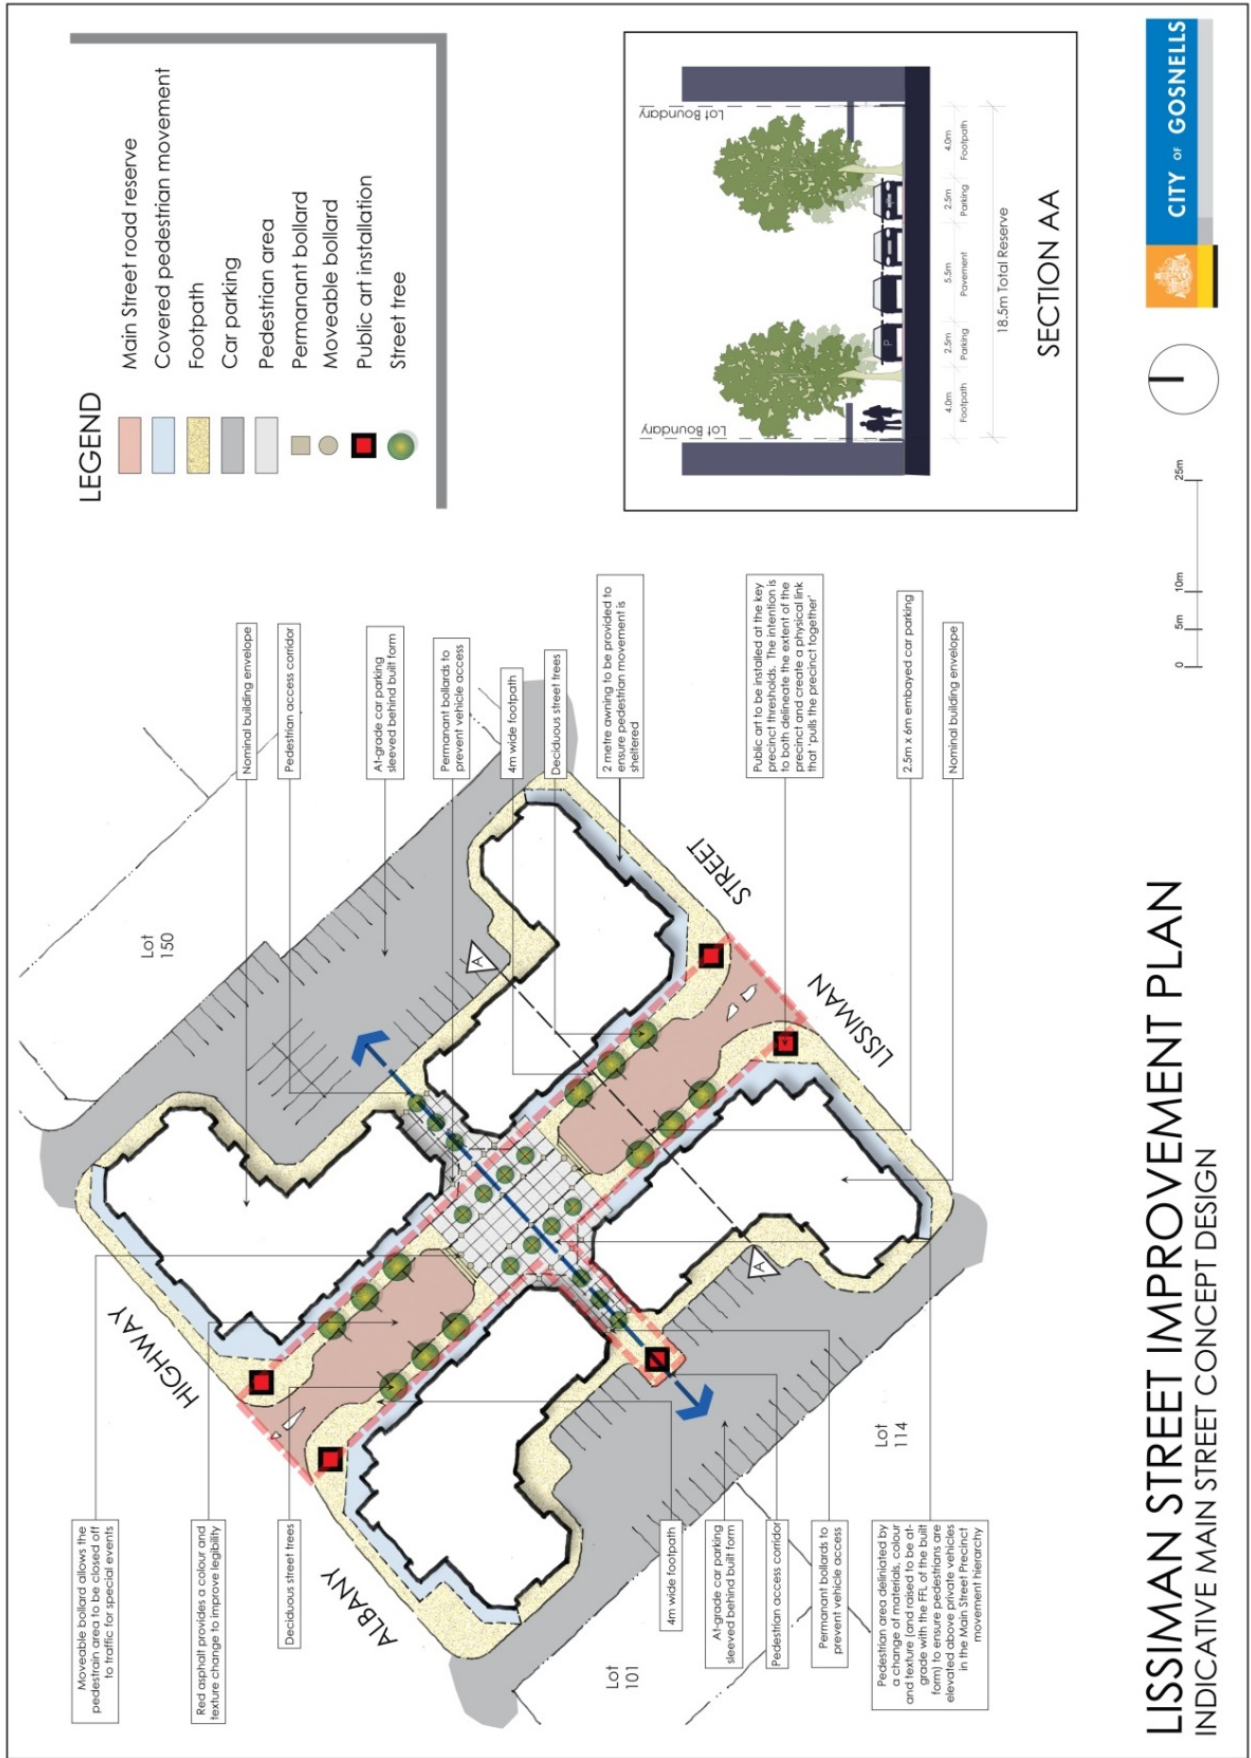 LEGEND
Main Street road reserve
Covered pedestrian movement
Footpath
Car parking
Pedestrian area
Permanant bollard
Moveable bollard
Public art installation
Street tree
Moveable bollard allows the
pedestrain area to be closed off
to traffic for special events
Red asphalt provides a colour and
texture change to improve legibility
Deciduous street trees
4m wide footpath
At-grade car parking
sleeved behind built form
Pedestrian access corridor
Permanant bollards to
prevent vehicle access
Pedestrian area deliniated by
a change of materials, colour
and texture (and raised to be at-
grade with the FFL of the built
form) to ensure pedestrians are
elevated above private vehicles
in the Main Street Precinct
movement hierarchy
ALBANY
HIGHWAY
LISSIMAN
STREET
Lot
150
Lot
101
Lot
114
A
A
Nominal building envelope
Pedestrian access corridor
At-grade car parking
sleeved behind built form
Permanant bollards to
prevent vehicle access
4m wide footpath
Deciduous street trees
2 metre awning to be provided to
ensure pedestrian movement is
sheltered
Public art to be installed at the key
precinct thresholds. The intention is
to both delineate the extent of the
precinct and create a physical link
that 'pulls the precinct together'
2.5m x 6m embayed car parking
Nominal building envelope
Lot Boundary
Lot Boundary
P
4.0m
Footpath
2.5m
Parking
5.5m
Pavement
2.5m
Parking
4.0m
Footpath
18.5m Total Reserve
SECTION AA
LISSIMAN STREET IMPROVEMENT PLAN
INDICATIVE MAIN STREET CONCEPT DESIGN
0 5m 10m 25m
CITY OF GOSNELLS